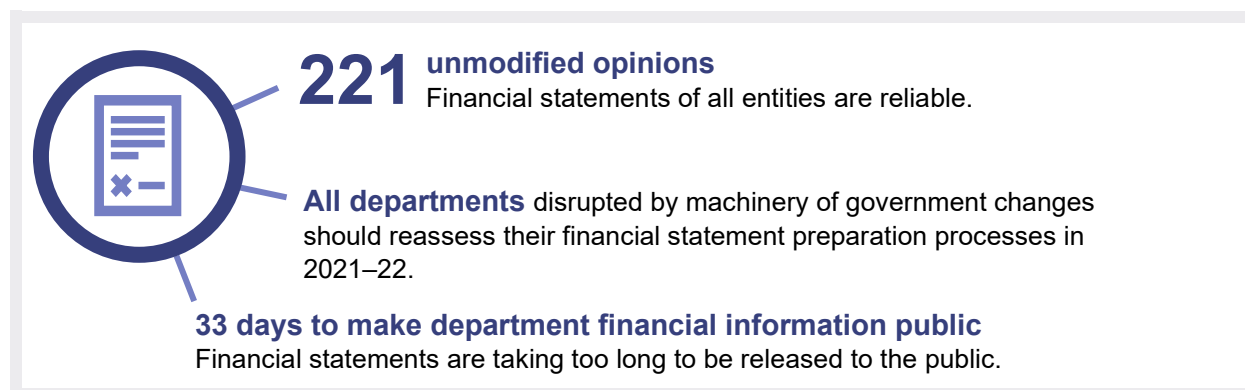 221 unmodified opinions
Financial statements of all entities are reliable.
All departments disrupted by machinery of government changes
should reassess their financial statement preparation processes in
2021–22.
33 days to make department financial information public
Financial statements are taking too long to be released to the public.